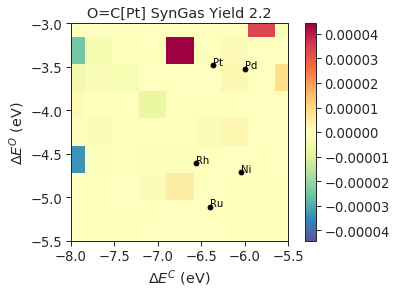 O=C[Pt] SynGas Yield 2.2
−3.0
−3.5
−4.0
−4.5
−5.0
−5.5
ΔE^O (eV)
Pt
Pd
Rh
Ni
Ru
−8.0 −7.5 −7.0 −6.5 −6.0 −5.5
ΔE^C (eV)
0.00004
0.00003
0.00002
0.00001
0.00000
−0.00001
−0.00002
−0.00003
−0.00004